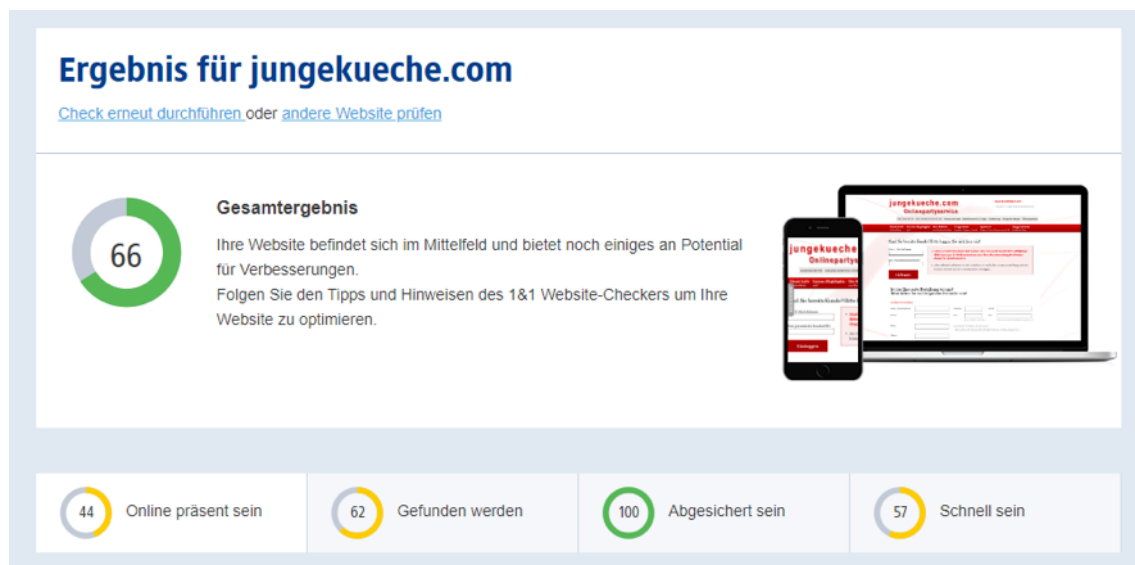 Ergebnis für jungekueche.com
Check erneut durchführen oder andere Website prüfen
66
Gesamtergebnis
Ihre Website befindet sich im Mittelfeld und bietet noch einiges an Potential
für Verbesserungen.
Folgen Sie den Tipps und Hinweisen des 1&1 Website-Checkers um Ihre
Website zu optimieren.
jungekueche.com
Onlinepartyservice
jungekueche
Onlinepartys
Einloggen
44 Online präsent sein
62 Gefunden werden
100 Abgesichert sein
57 Schnell sein